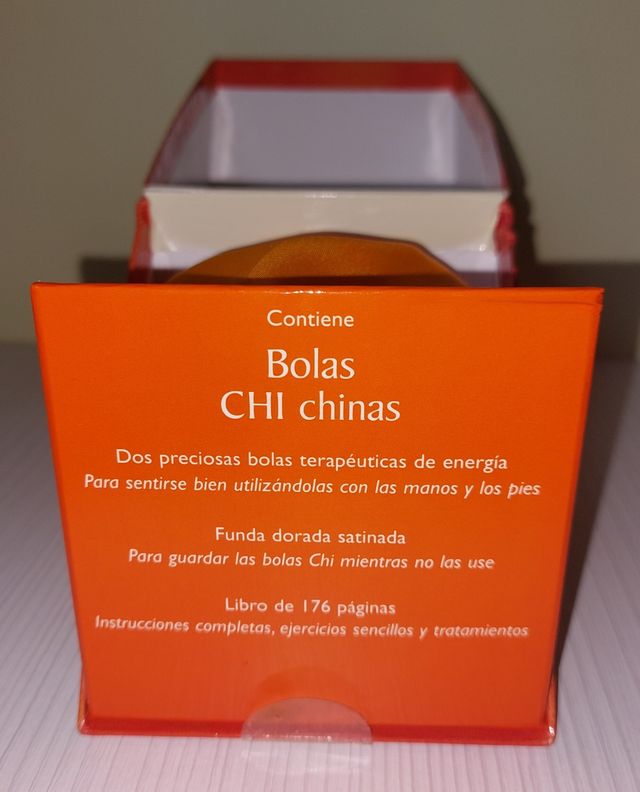 Contiene
Bolas
CHI chinas
Dos preciosas bolas terapéuticas de energía
Para sentirse bien utilizándolas con las manos y los pies
Funda dorada satinada
Para guardar las bolas Chi mientras no las use
Libro de 176 páginas
Instrucciones completas, ejercicios sencillos y tratamientos